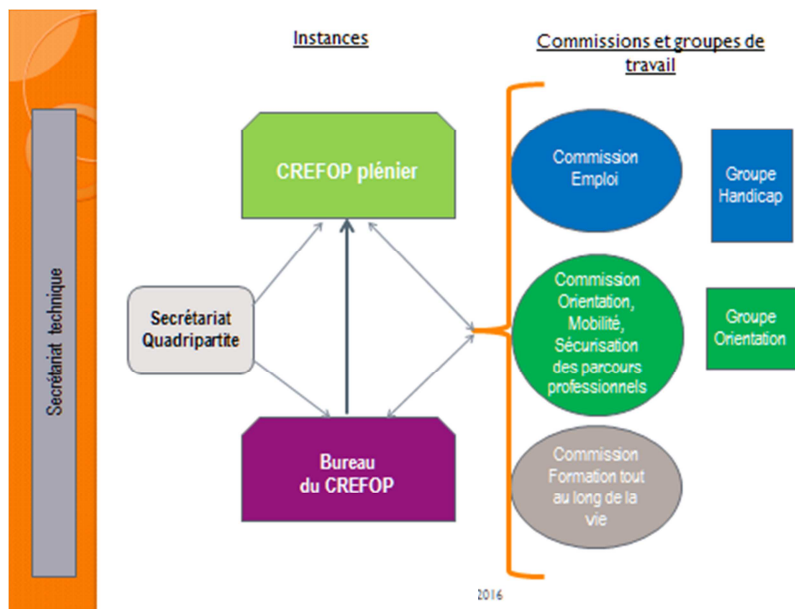 Instances
Commissions et groupes de
travail
Secrétariat technique
CREFOP plénier
Secrétariat
Quadripartite
Bureau
du CREFOP
Commission
Emploi
Groupe
Handicap
Commission
Orientation,
Mobilité,
Sécurisation
des parcours
professionnels
Groupe
Orientation
Commission
Formation tout
au long de la
vie
2016